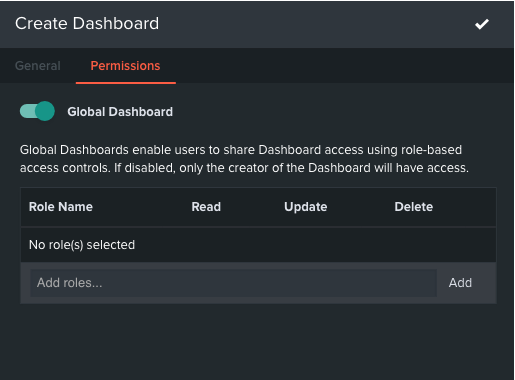 Create Dashboard
General Permissions
Global Dashboard
Global Dashboards enable users to share Dashboard access using role-based
access controls. If disabled, only the creator of the Dashboard will have access.
Role Name Read Update Delete
No role(s) selected
Add roles... Add